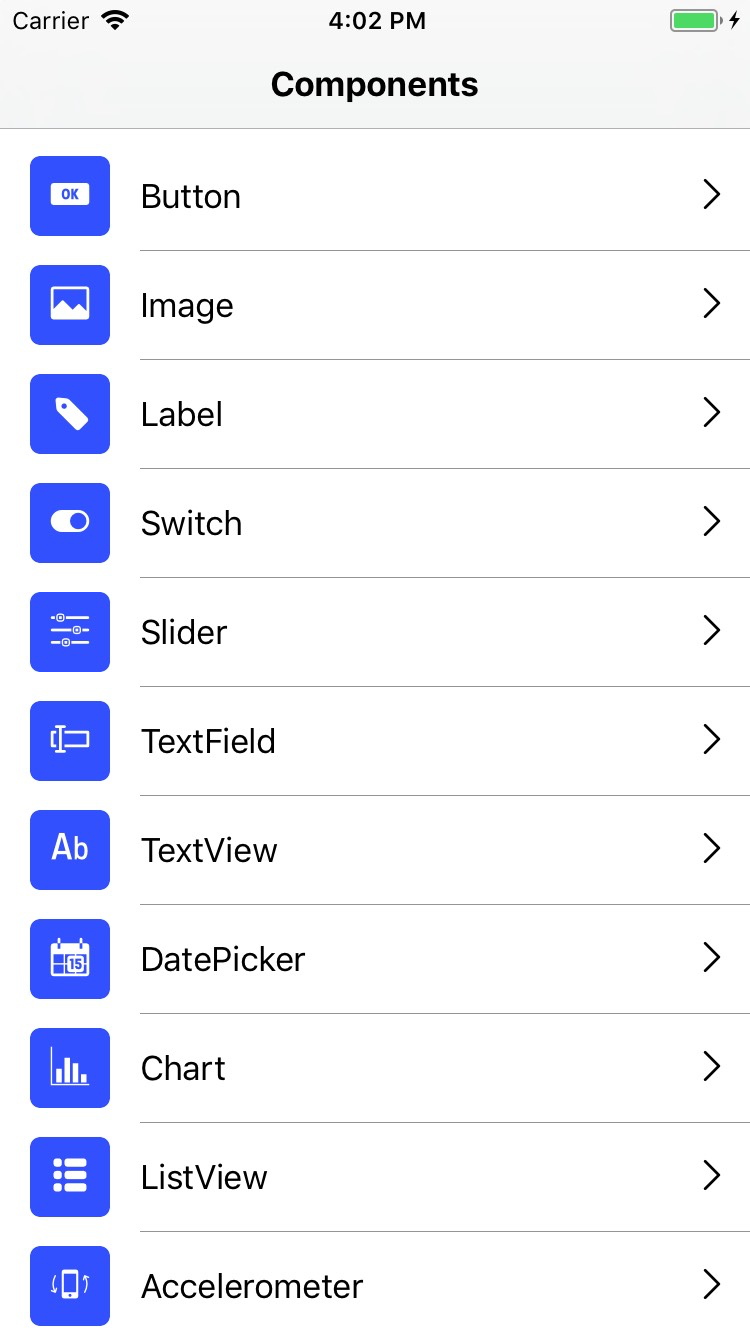 Carrier 4:02 PM
Components
OK Button
Image
Label
Switch
Slider
TextField
Ab TextView
15 DatePicker
Chart
ListView
Accelerometer